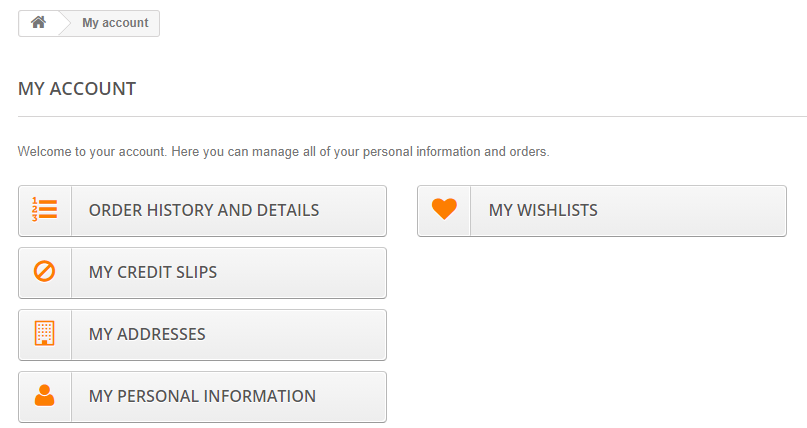 My account
MY ACCOUNT
Welcome to your account. Here you can manage all of your personal information and orders.
ORDER HISTORY AND DETAILS
MY CREDIT SLIPS
MY ADDRESSES
MY PERSONAL INFORMATION
MY WISHLISTS